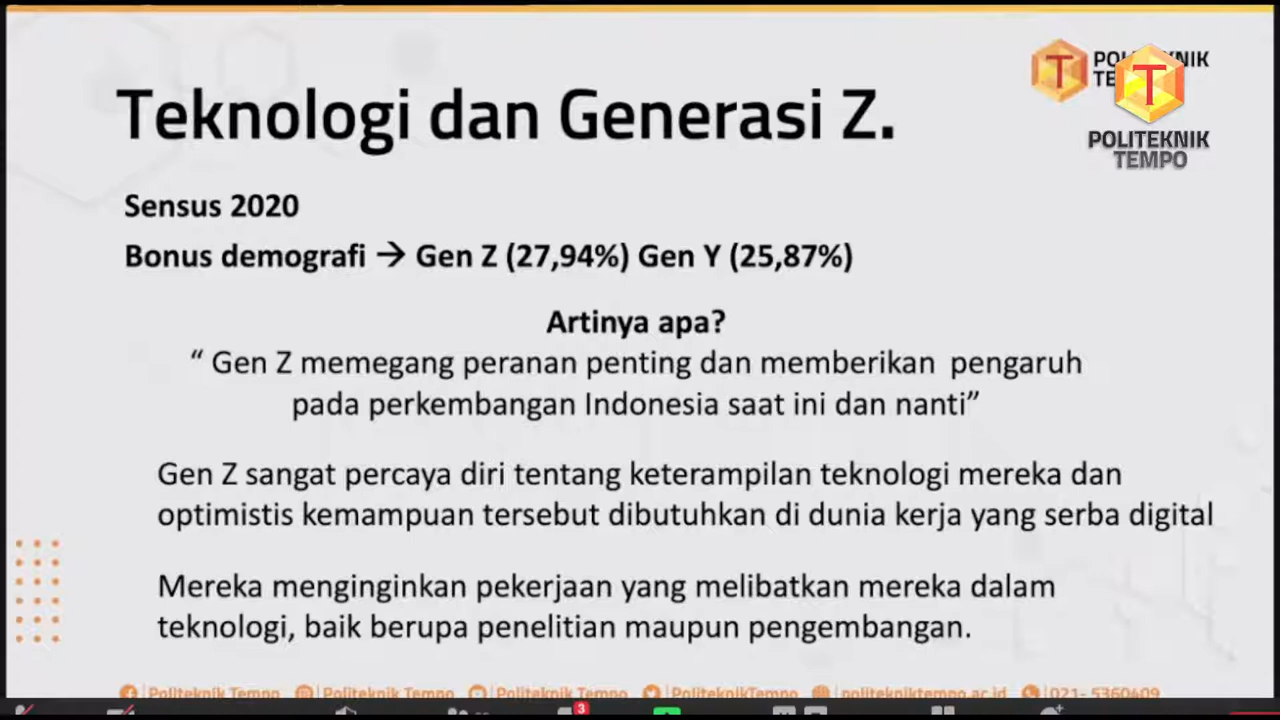 Teknologi dan Generasi Z.
POLITEKNIK
TEMPO
Sensus 2020
Bonus demografi → Gen Z (27,94%) Gen Y (25,87%)
Artinya apa?
“ Gen Z memegang peranan penting dan memberikan pengaruh
pada perkembangan Indonesia saat ini dan nanti”
Gen Z sangat percaya diri tentang keterampilan teknologi mereka dan
optimistis kemampuan tersebut dibutuhkan di dunia kerja yang serba digital
Mereka menginginkan pekerjaan yang melibatkan mereka dalam
teknologi, baik berupa penelitian maupun pengembangan.
Politeknik Tempo Politeknik Tempo Politeknik Tempo PoliteknikTempo politekniktempo.ac.id 021- 5360409
3